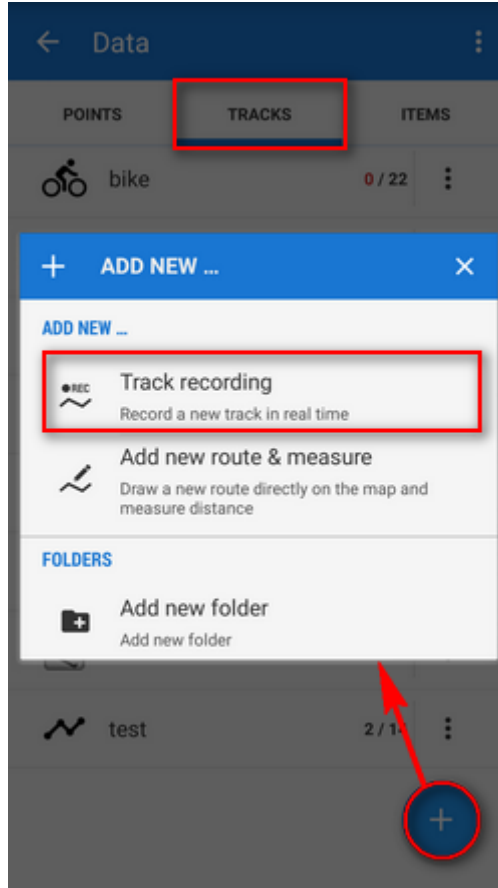 Data
POINTS TRACKS ITEMS
bike 0 / 22
+ ADD NEW ...
ADD NEW ...
REC
Track recording
Record a new track in real time
Add new route & measure
Draw a new route directly on the map and
measure distance
FOLDERS
Add new folder
Add new folder
test 2 / 14
+